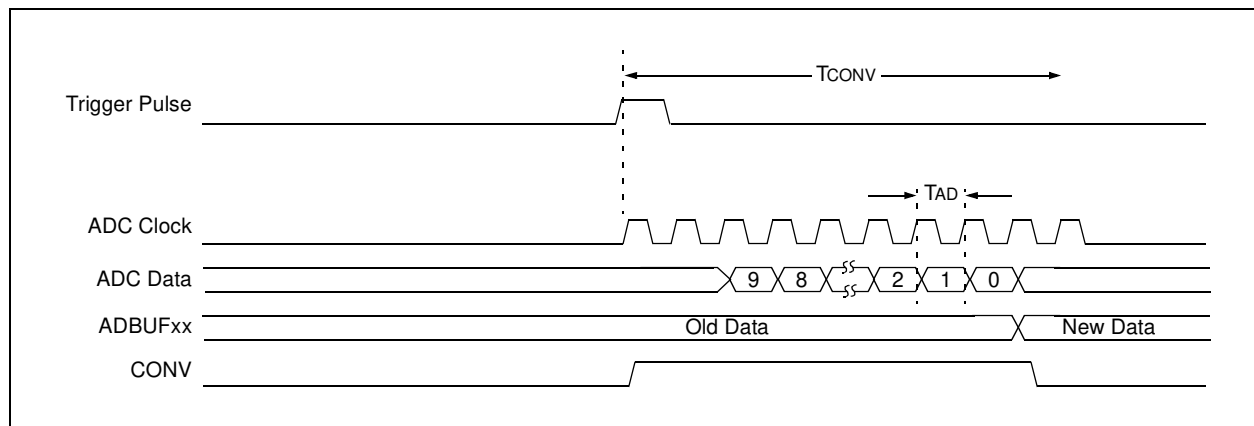 TCONV
Trigger Pulse
TAD
ADC Clock
ADC Data 9 8 2 1 0
ADBUFxx Old Data New Data
CONV